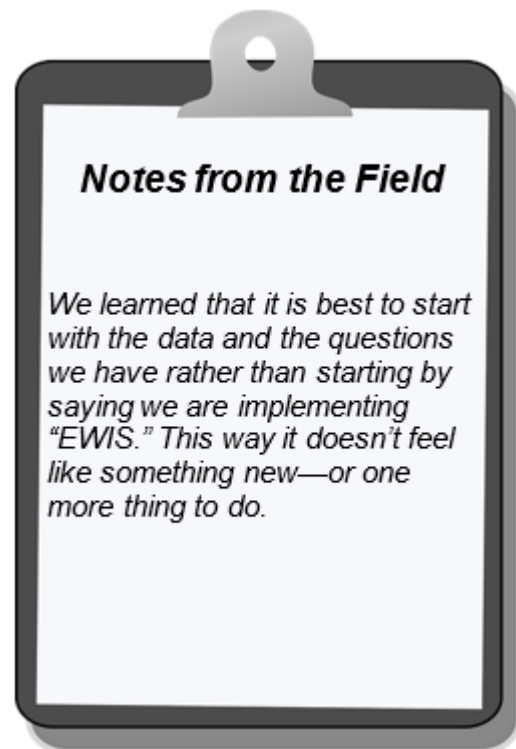 Notes from the Field
We learned that it is best to start
with the data and the questions
we have rather than starting by
saying we are implementing
“EWIS.” This way it doesn’t feel
like something new—or one
more thing to do.